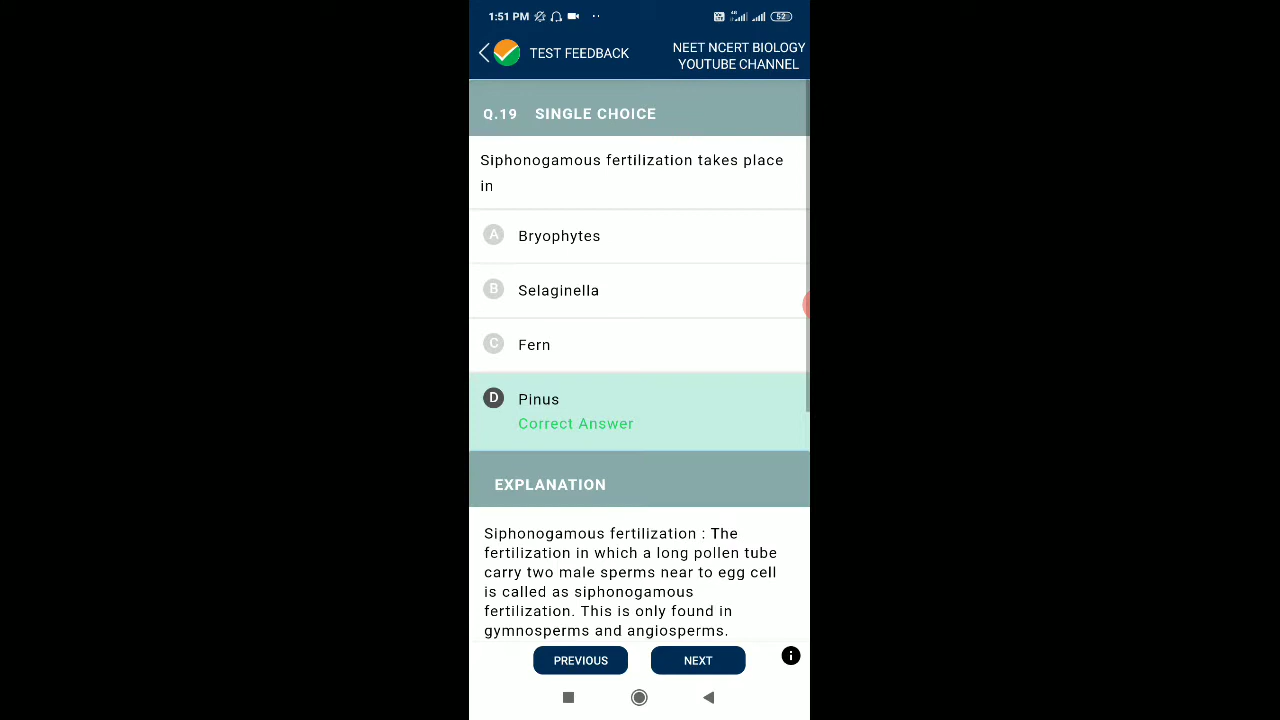 1:51 PM
4G
52
TEST FEEDBACK
NEET NCERT BIOLOGY
YOUTUBE CHANNEL
Q.19 SINGLE CHOICE
Siphonogamous fertilization takes place
in
A Bryophytes
B Selaginella
C Fern
D Pinus
Correct Answer
EXPLANATION
Siphonogamous fertilization : The
fertilization in which a long pollen tube
carry two male sperms near to egg cell
is called as siphonogamous
fertilization. This is only found in
gymnosperms and angiosperms.
PREVIOUS
NEXT